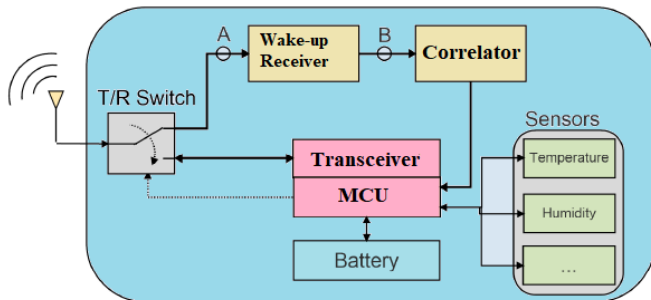 A
Wake-up
Receiver
B
Correlator
T/R Switch
Sensors
Transceiver
MCU
Temperature
Humidity
Battery
...